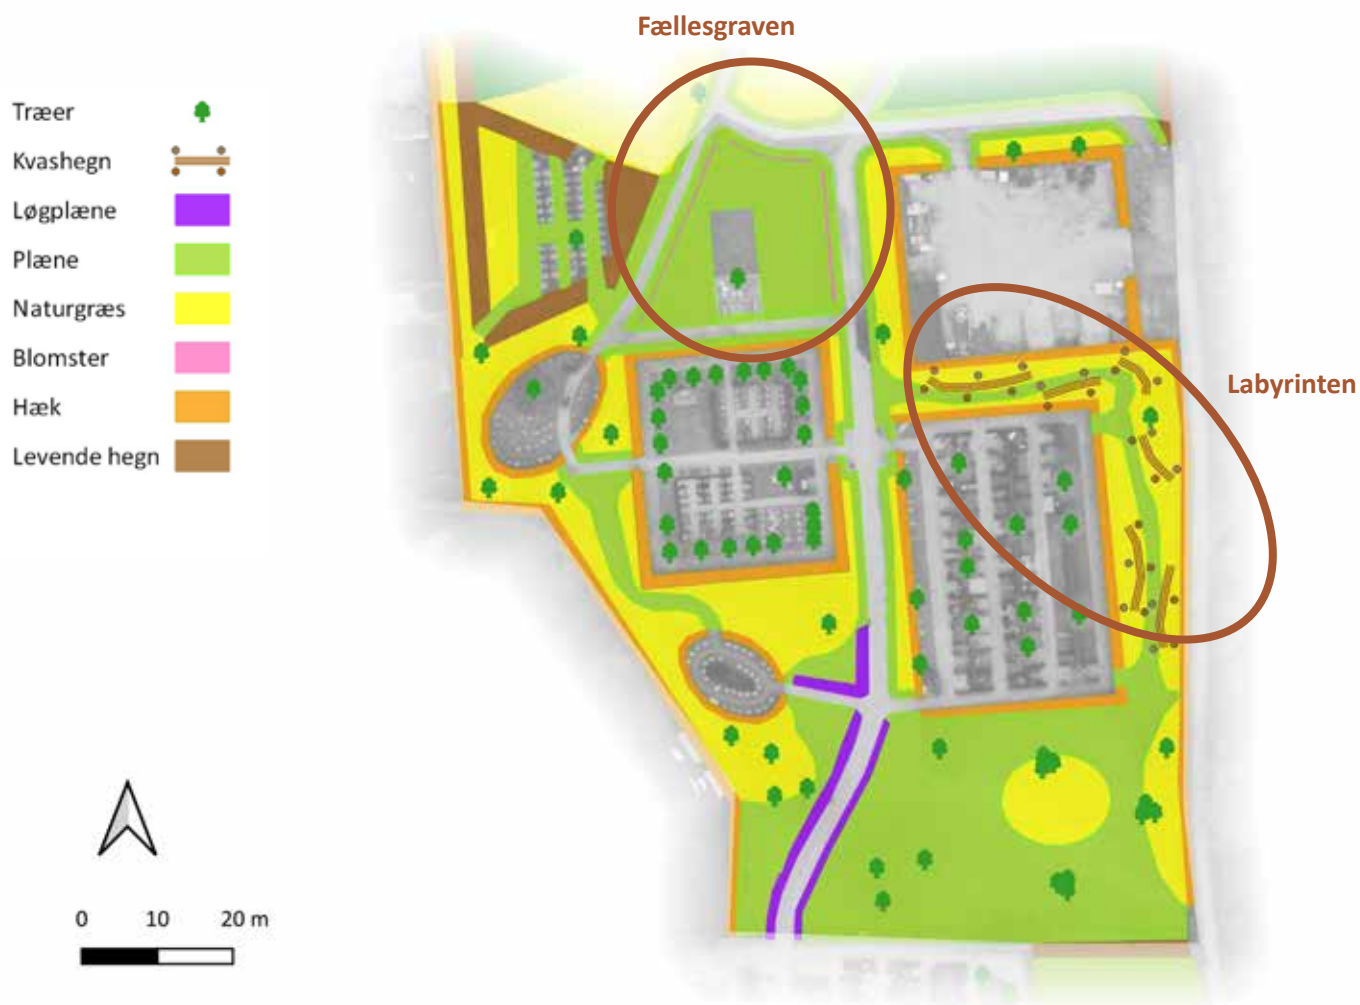 Fællesgraven
Træer
Kvashegn
Løgplæne
Plæne
Naturgræs
Blomster
Hæk
Levende hegn
Labyrinten
0 10 20 m